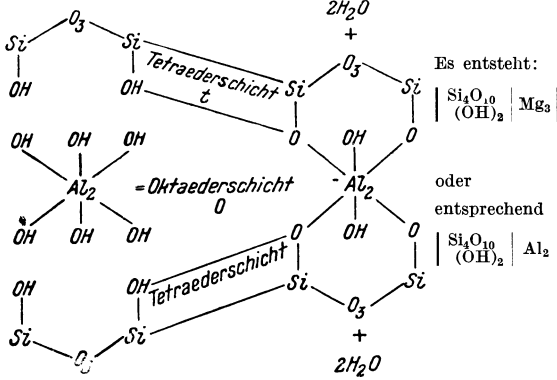 2H₂O
+
O₃
Si Si
OH OH
Tetraederschicht
t
O₃
Si Si
O O
Es entsteht:
| Si₄O₁₀ (OH)₂ | Mg₃ |
OH OH OH
Al₂
OH OH OH
= Oktaederschicht
O
OH
-Al₂
OH
oder
entsprechend
| Si₄O₁₀ (OH)₂ | Al₂
OH OH
Si Si
O₃
Tetraederschicht
O O
Si Si
O₃
+
2H₂O